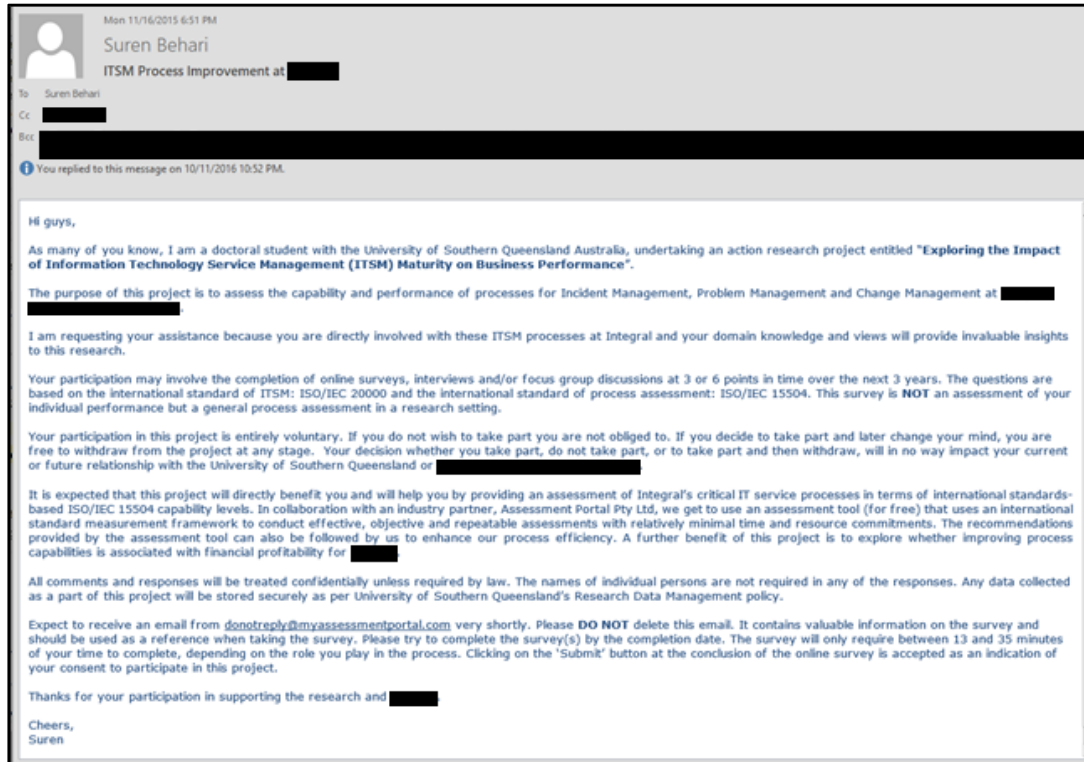 Mon 11/16/2015 6:51 PM
Suren Behari
ITSM Process Improvement at
To Suren Behari
Cc
Bcc
You replied to this message on 10/11/2016 10:52 PM.
Hi guys,
As many of you know, I am a doctoral student with the University of Southern Queensland Australia, undertaking an action research project entitled "Exploring the Impact
of Information Technology Service Management (ITSM) Maturity on Business Performance".
The purpose of this project is to assess the capability and performance of processes for Incident Management, Problem Management and Change Management at
.
I am requesting your assistance because you are directly involved with these ITSM processes at Integral and your domain knowledge and views will provide invaluable insights
to this research.
Your participation may involve the completion of online surveys, interviews and/or focus group discussions at 3 or 6 points in time over the next 3 years. The questions are
based on the international standard of ITSM: ISO/IEC 20000 and the international standard of process assessment: ISO/IEC 15504. This survey is NOT an assessment of your
individual performance but a general process assessment in a research setting.
Your participation in this project is entirely voluntary. If you do not wish to take part you are not obliged to. If you decide to take part and later change your mind, you are
free to withdraw from the project at any stage. Your decision whether you take part, do not take part, or to take part and then withdraw, will in no way impact your current
or future relationship with the University of Southern Queensland or .
It is expected that this project will directly benefit you and will help you by providing an assessment of Integral's critical IT service processes in terms of international standards-
based ISO/IEC 15504 capability levels. In collaboration with an industry partner, Assessment Portal Pty Ltd, we get to use an assessment tool (for free) that uses an international
standard measurement framework to conduct effective, objective and repeatable assessments with relatively minimal time and resource commitments. The recommendations
provided by the assessment tool can also be followed by us to enhance our process efficiency. A further benefit of this project is to explore whether improving process
capabilities is associated with financial profitability for .
All comments and responses will be treated confidentially unless required by law. The names of individual persons are not required in any of the responses. Any data collected
as a part of this project will be stored securely as per University of Southern Queensland's Research Data Management policy.
Expect to receive an email from donotreply@myassessmentportal.com very shortly. Please DO NOT delete this email. It contains valuable information on the survey and
should be used as a reference when taking the survey. Please try to complete the survey(s) by the completion date. The survey will only require between 13 and 35 minutes
of your time to complete, depending on the role you play in the process. Clicking on the 'Submit' button at the conclusion of the online survey is accepted as an indication of
your consent to participate in this project.
Thanks for your participation in supporting the research and .
Cheers,
Suren